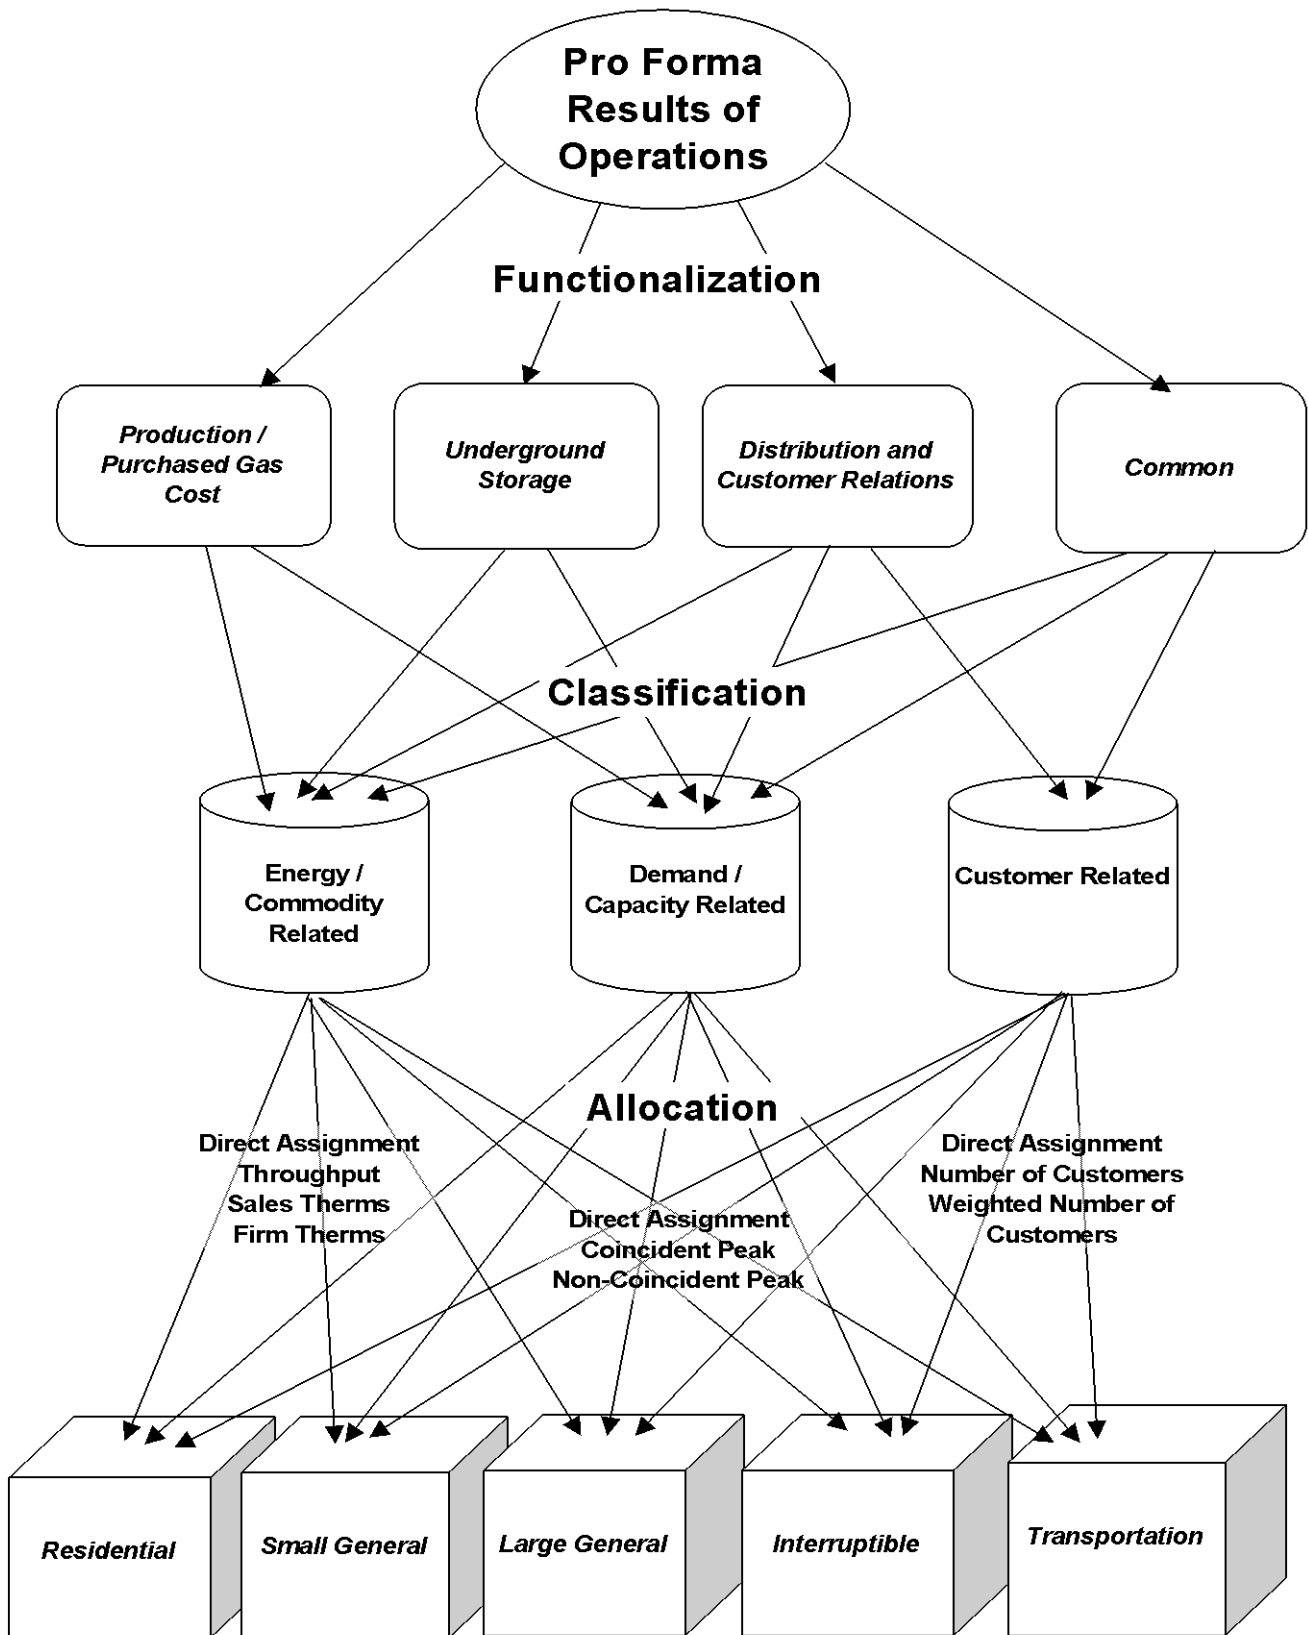 Pro Forma
Results of
Operations
Functionalization
Production /
Purchased Gas
Cost
Underground
Storage
Distribution and
Customer Relations
Common
Classification
Energy /
Commodity
Related
Demand /
Capacity Related
Customer Related
Allocation
Direct Assignment
Throughput
Sales Therms
Firm Therms
Direct Assignment
Coincident Peak
Non-Coincident Peak
Direct Assignment
Number of Customers
Weighted Number of
Customers
Residential
Small General
Large General
Interruptible
Transportation